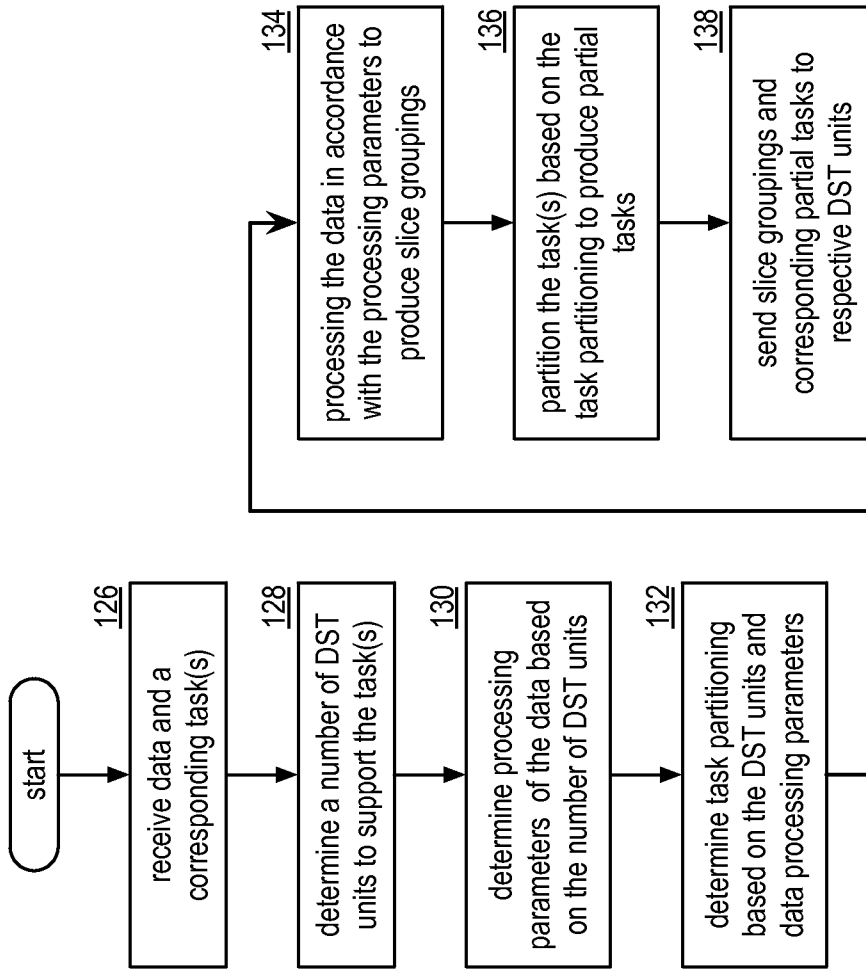 start
126
receive data and a
corresponding task(s)
128
determine a number of DST
units to support the task(s)
130
determine processing
parameters of the data based
on the number of DST units
132
determine task partitioning
based on the DST units and
data processing parameters
134
processing the data in accordance
with the processing parameters to
produce slice groupings
136
partition the task(s) based on the
task partitioning to produce partial
tasks
138
send slice groupings and
corresponding partial tasks to
respective DST units